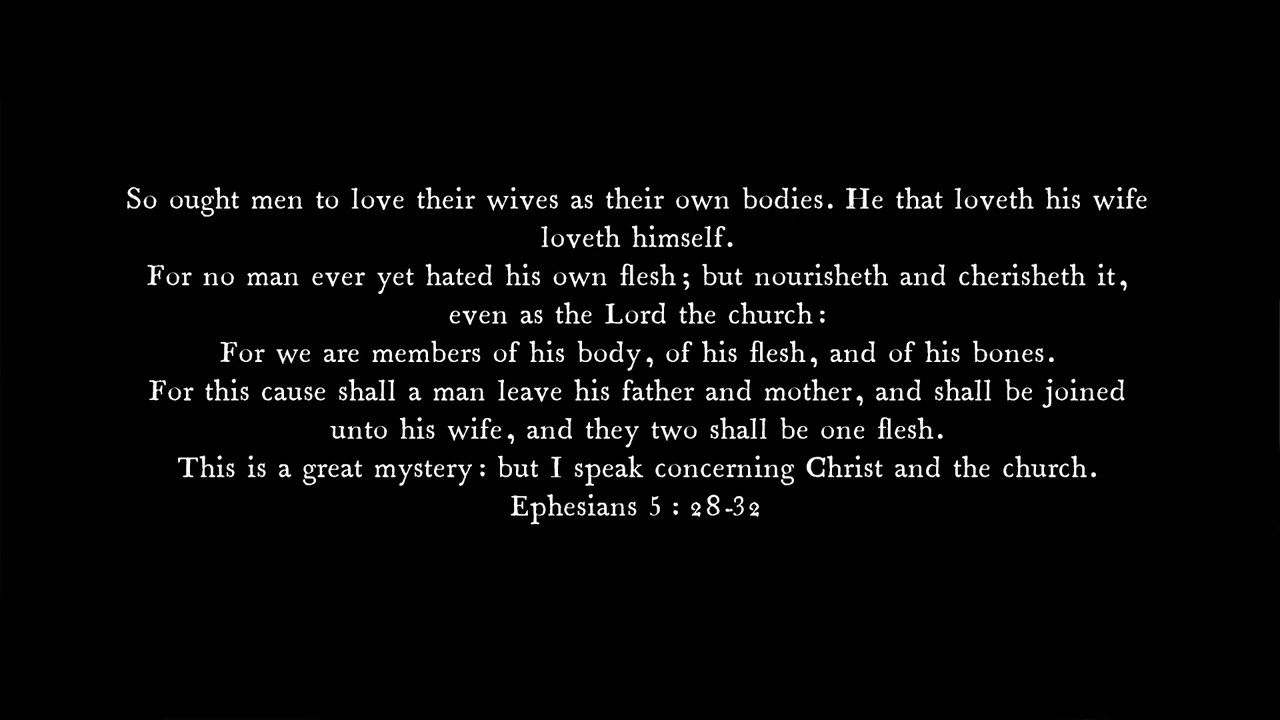 So ought men to love their wives as their own bodies. He that loveth his wife
loveth himself.
For no man ever yet hated his own flesh; but nourisheth and cherisheth it,
even as the Lord the church:
For we are members of his body, of his flesh, and of his bones.
For this cause shall a man leave his father and mother, and shall be joined
unto his wife, and they two shall be one flesh.
This is a great mystery: but I speak concerning Christ and the church.
Ephesians 5 : 28-32